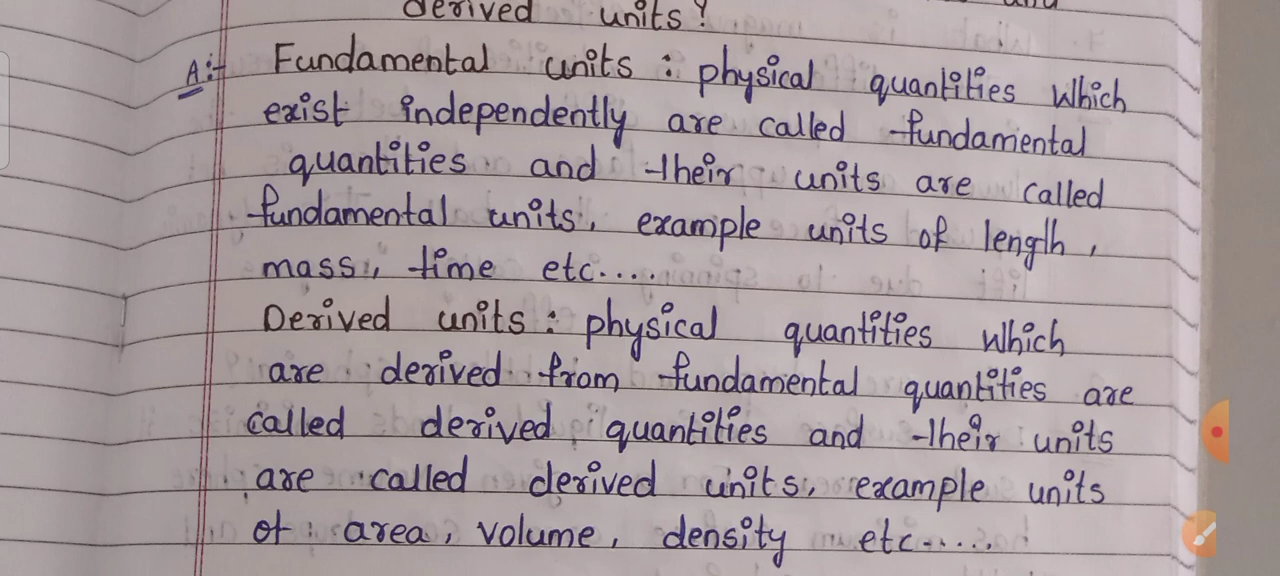 derived units?
A:- Fundamental units : physical quantities which
exist independently are called fundamental
quantities and their units are called
fundamental units, example units of length,
mass, time etc....
Derived units : physical quantities which
are derived from fundamental quantities are
called derived quantities and their units
are called derived units, example units
of area, volume, density etc.....